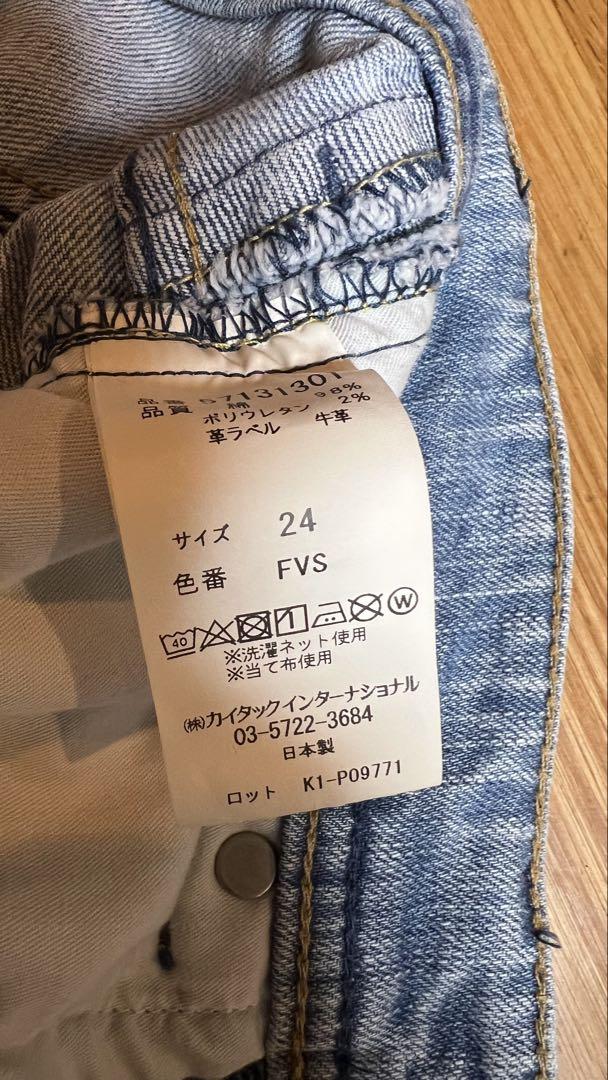 品番 57131301
品質 綿 98%
ポリウレタン 2%
革ラベル 牛革
サイズ 24
色番 FVS
40 W
※洗濯ネット使用
※当て布使用
㈱カイタックインターナショナル
03-5722-3684
日本製
ロット K1-P09771